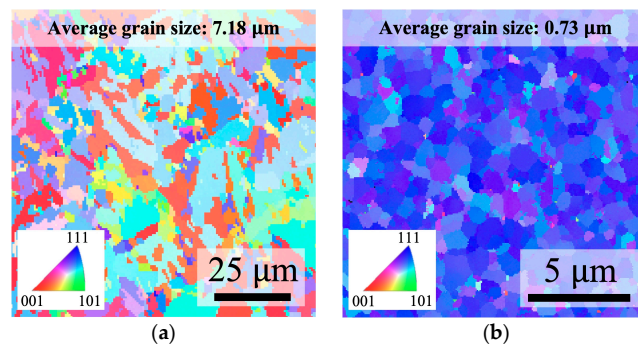 Average grain size: 7.18 μm
111
001
101
25 μm
(a)
Average grain size: 0.73 μm
111
001
101
5 μm
(b)